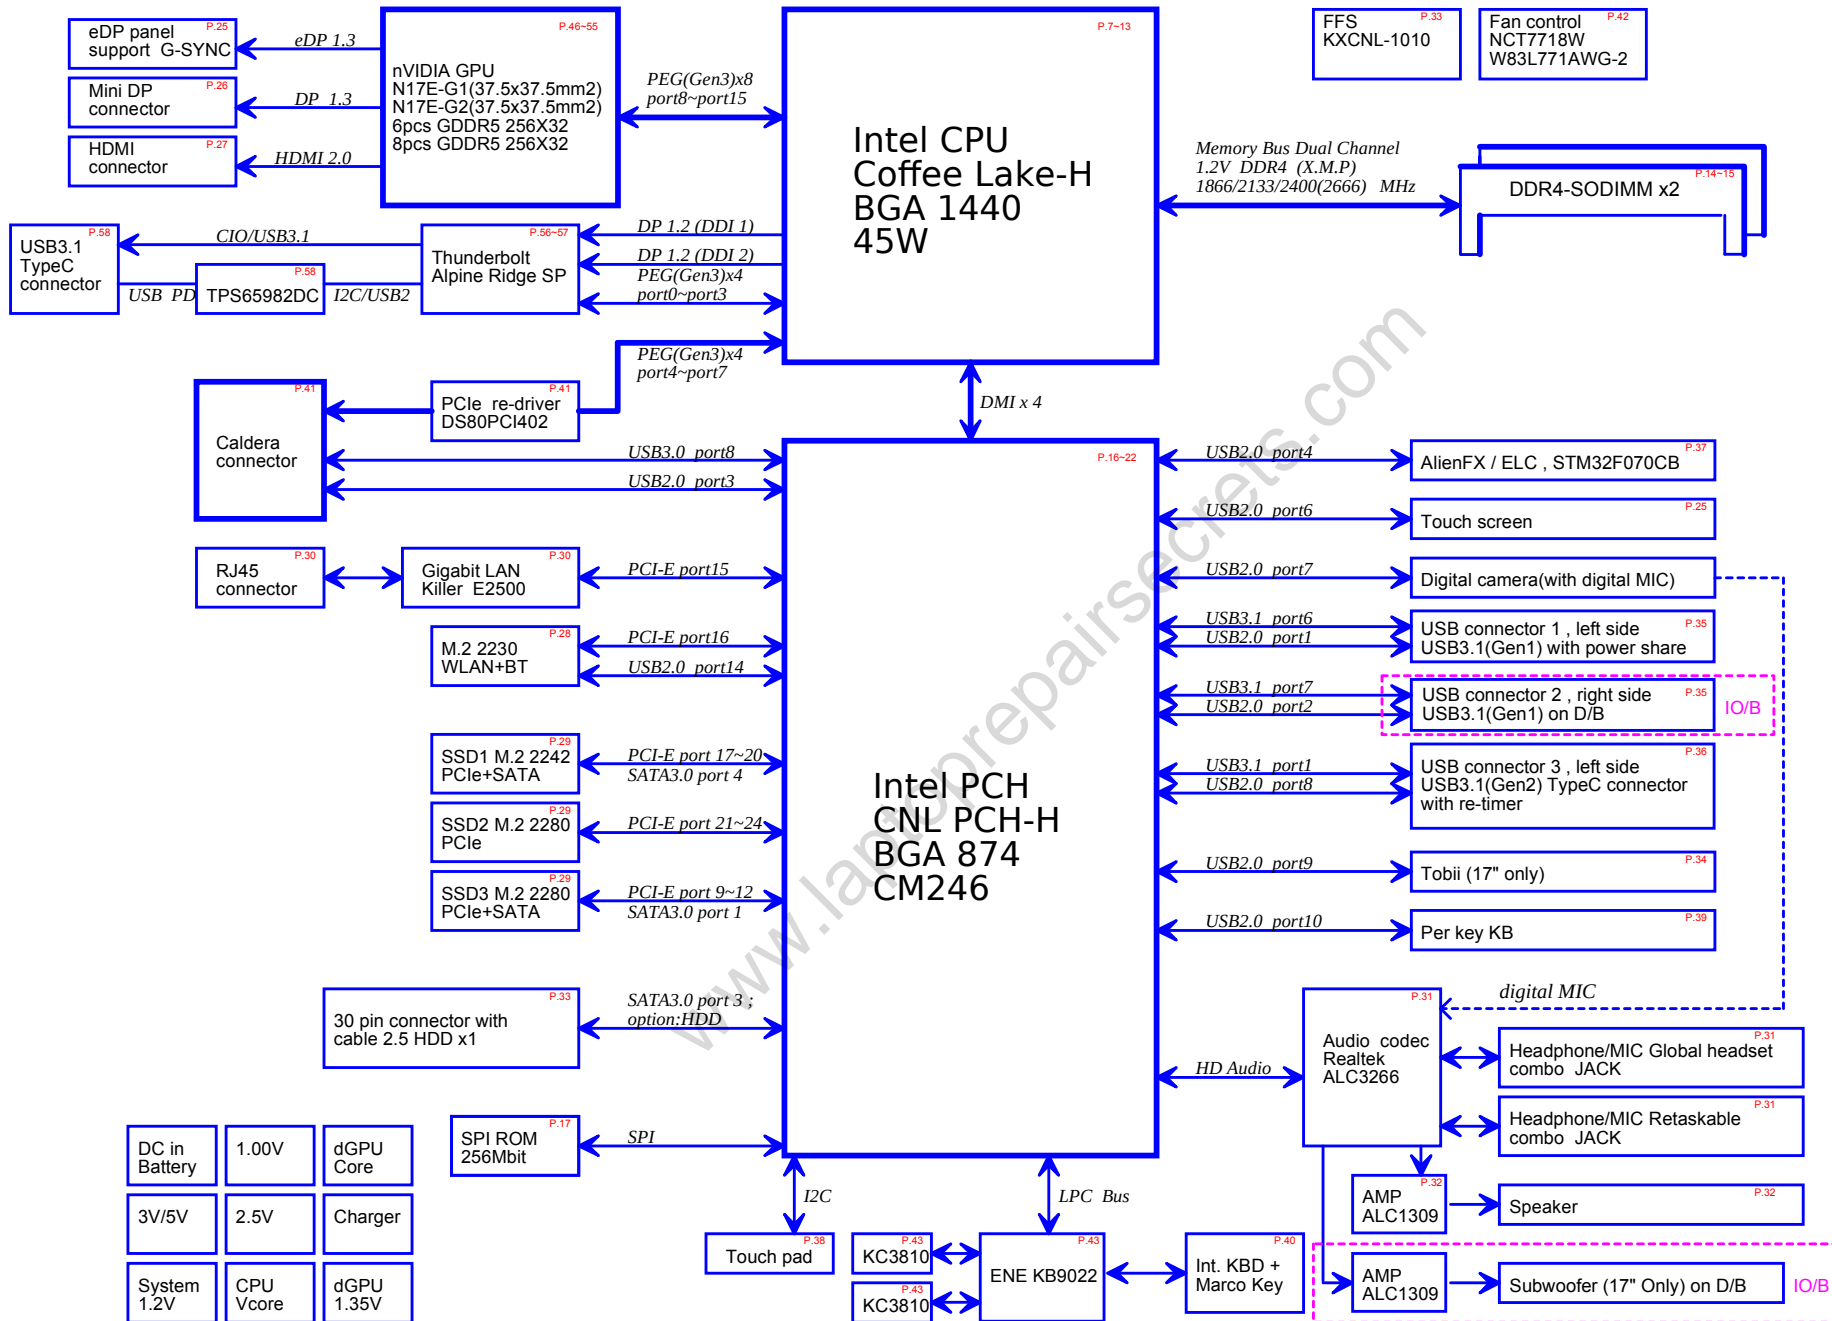 P.25
eDP panel
support G-SYNC
eDP 1.3
P.26
Mini DP
connector
DP 1.3
P.27
HDMI
connector
HDMI 2.0
P.46~55
nVIDIA GPU
N17E-G1(37.5x37.5mm2)
N17E-G2(37.5x37.5mm2)
6pcs GDDR5 256X32
8pcs GDDR5 256X32
PEG(Gen3)x8
port8~port15
P.7~13
Intel CPU
Coffee Lake-H
BGA 1440
45W
P.33
FFS
KXCNL-1010
P.42
Fan control
NCT7718W
W83L771AWG-2
Memory Bus Dual Channel
1.2V DDR4 (X.M.P)
1866/2133/2400(2666) MHz
P.14~15
DDR4-SODIMM x2
P.58
USB3.1
TypeC
connector
CIO/USB3.1
USB PD
P.58
TPS65982DC
I2C/USB2
P.56~57
Thunderbolt
Alpine Ridge SP
DP 1.2 (DDI 1)
DP 1.2 (DDI 2)
PEG(Gen3)x4
port0~port3
PEG(Gen3)x4
port4~port7
P.41
Caldera
connector
P.41
PCIe re-driver
DS80PCI402
DMI x 4
USB3.0 port8
USB2.0 port3
P.30
RJ45
connector
P.30
Gigabit LAN
Killer E2500
PCI-E port15
P.28
M.2 2230
WLAN+BT
PCI-E port16
USB2.0 port14
P.29
SSD1 M.2 2242
PCIe+SATA
PCI-E port 17~20
SATA3.0 port 4
P.29
SSD2 M.2 2280
PCIe
PCI-E port 21~24
P.29
SSD3 M.2 2280
PCIe+SATA
PCI-E port 9~12
SATA3.0 port 1
P.33
30 pin connector with
cable 2.5 HDD x1
SATA3.0 port 3 ;
option:HDD
P.17
SPI ROM
256Mbit
SPI
P.16~22
Intel PCH
CNL PCH-H
BGA 874
CM246
USB2.0 port4
P.37
AlienFX / ELC , STM32F070CB
USB2.0 port6
P.25
Touch screen
USB2.0 port7
Digital camera(with digital MIC)
USB3.1 port6
USB2.0 port1
P.35
USB connector 1 , left side
USB3.1(Gen1) with power share
USB3.1 port7
USB2.0 port2
P.35
USB connector 2 , right side
USB3.1(Gen1) on D/B
IO/B
USB3.1 port1
USB2.0 port8
P.36
USB connector 3 , left side
USB3.1(Gen2) TypeC connector
with re-timer
USB2.0 port9
P.34
Tobii (17" only)
USB2.0 port10
P.39
Per key KB
digital MIC
HD Audio
P.31
Audio codec
Realtek
ALC3266
P.31
Headphone/MIC Global headset
combo JACK
P.31
Headphone/MIC Retaskable
combo JACK
P.32
AMP
ALC1309
P.32
Speaker
AMP
ALC1309
Subwoofer (17" Only) on D/B
IO/B
I2C
P.38
Touch pad
LPC Bus
P.43
KC3810
P.43
KC3810
P.43
ENE KB9022
P.40
Int. KBD +
Marco Key
DC in
Battery
1.00V
dGPU
Core
3V/5V
2.5V
Charger
System
1.2V
CPU
Vcore
dGPU
1.35V
www.laptoprepairsecrets.com